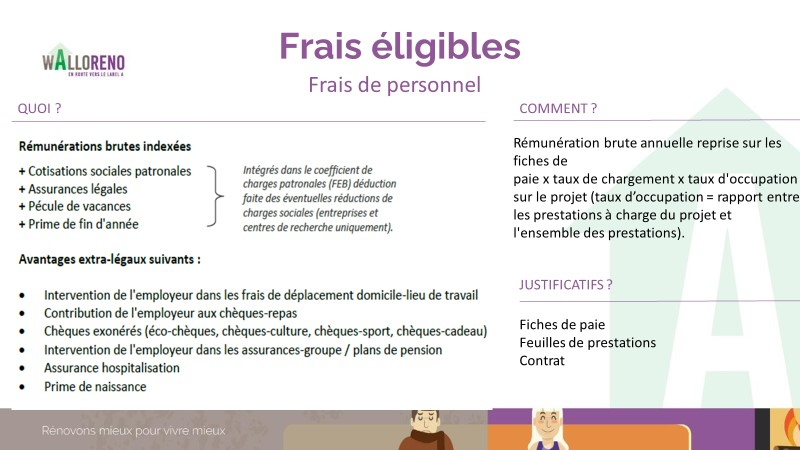 Frais éligibles
WALLORENO
EN ROUTE VERS LE LABEL A
Frais de personnel
QUOI ?
Rémunérations brutes indexées
+ Cotisations sociales patronales
+ Assurances légales
+ Pécule de vacances
+ Prime de fin d'année
Intégrés dans le coefficient de
charges patronales (FEB) déduction
faite des éventuelles réductions de
charges sociales (entreprises et
centres de recherche uniquement).
Avantages extra-légaux suivants :
• Intervention de l'employeur dans les frais de déplacement domicile-lieu de travail
• Contribution de l'employeur aux chèques-repas
• Chèques exonérés (éco-chèques, chèques-culture, chèques-sport, chèques-cadeau)
• Intervention de l'employeur dans les assurances-groupe / plans de pension
• Assurance hospitalisation
• Prime de naissance
COMMENT ?
Rémunération brute annuelle reprise sur les
fiches de
paie x taux de chargement x taux d'occupation
sur le projet (taux d’occupation = rapport entre
les prestations à charge du projet et
l'ensemble des prestations).
JUSTIFICATIFS ?
Fiches de paie
Feuilles de prestations
Contrat
Rénovons mieux pour vivre mieux